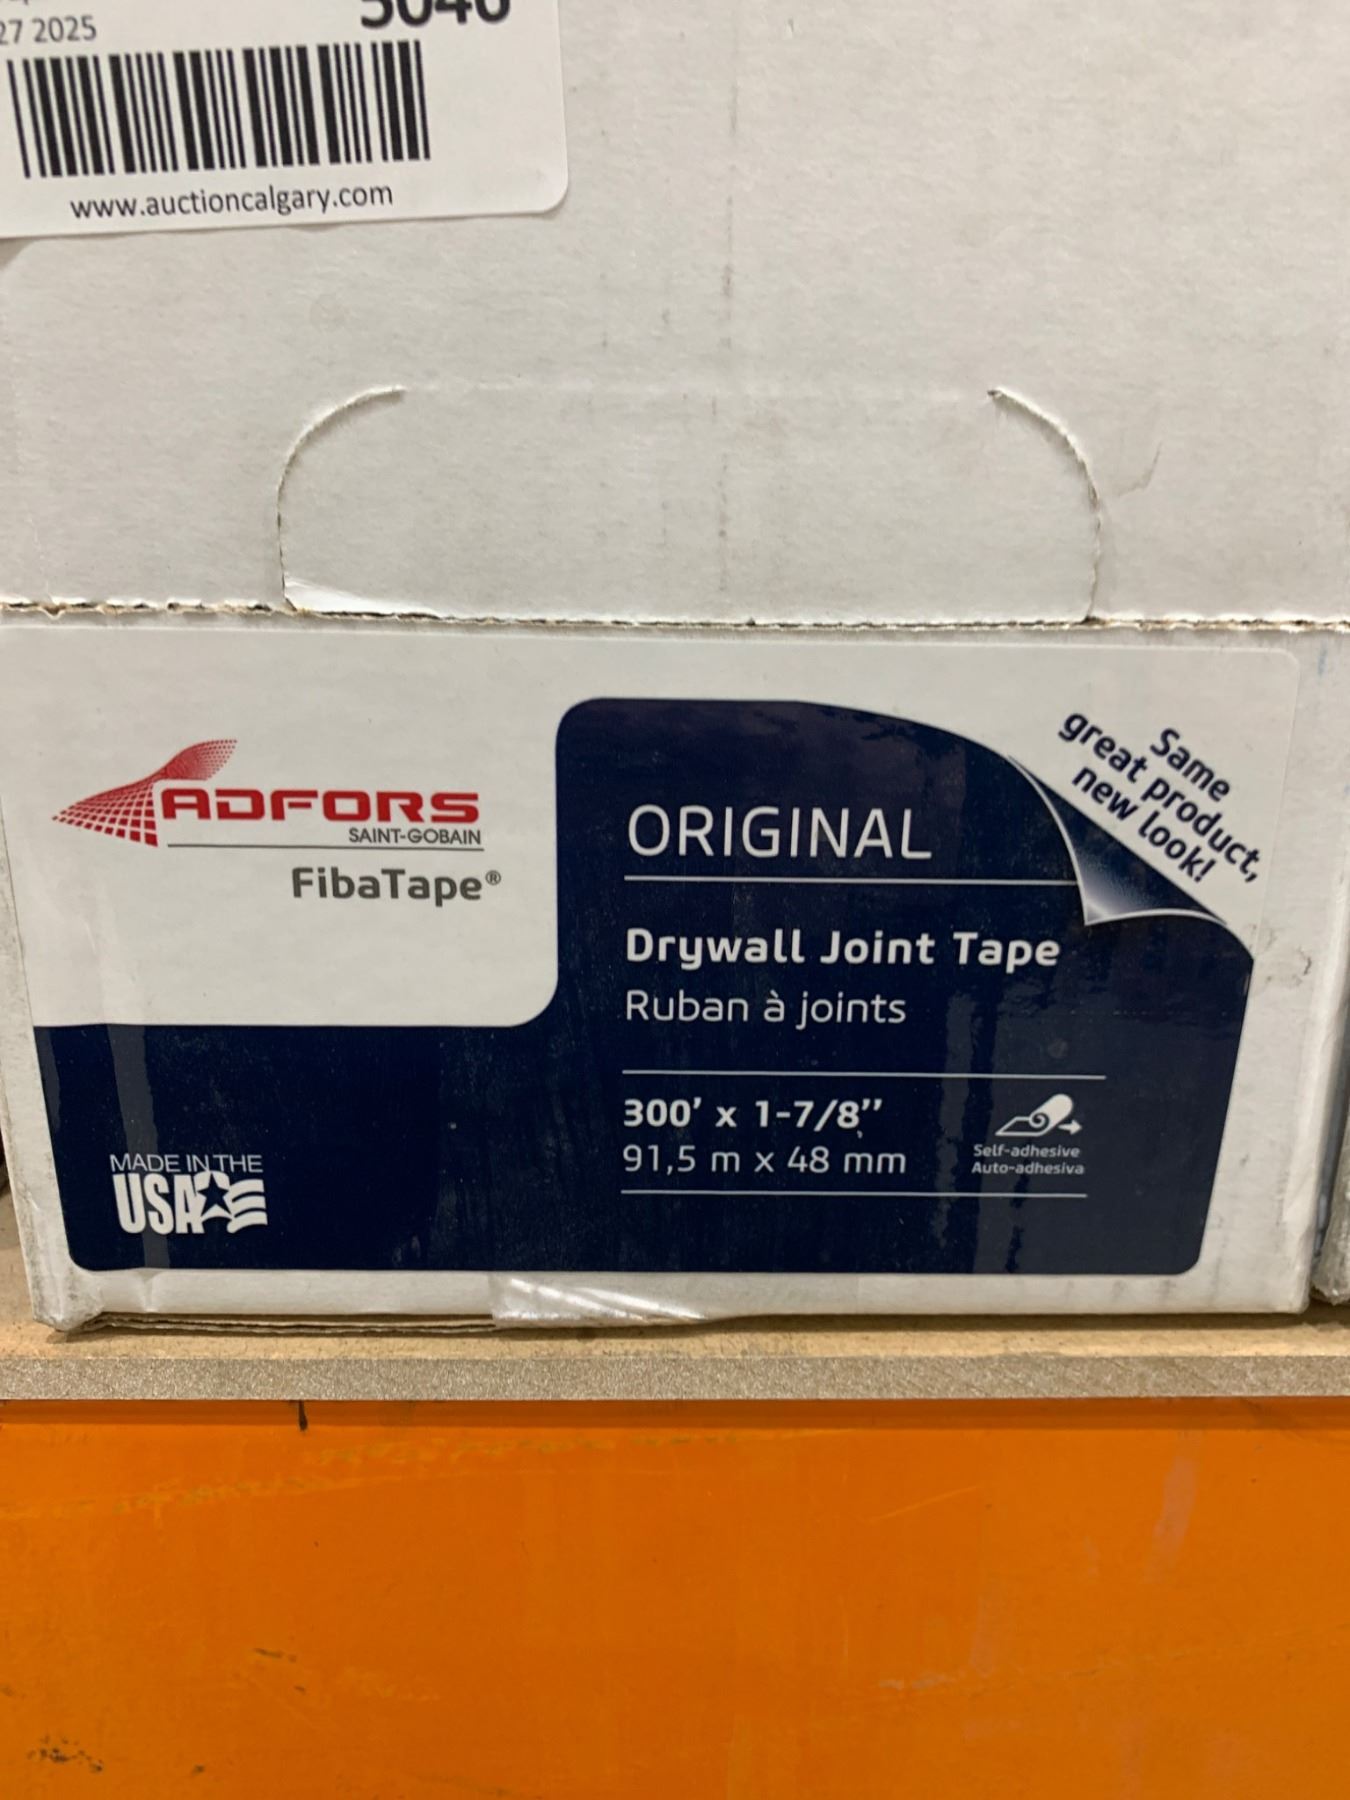 27 2025
www.auctioncalgary.com
Same
great product,
new look!
ADFORS
SAINT-GOBAIN
FibaTape®
ORIGINAL
Drywall Joint Tape
Ruban à joints
300' x 1-7/8''
91,5 m x 48 mm
Self-adhesive
Auto-adhesiva
MADE IN THE
USA